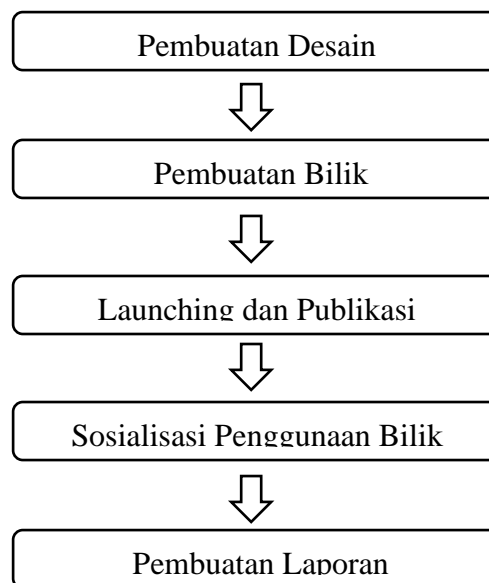 Pembuatan Desain
Pembuatan Bilik
Launching dan Publikasi
Sosialisasi Penggunaan Bilik
Pembuatan Laporan